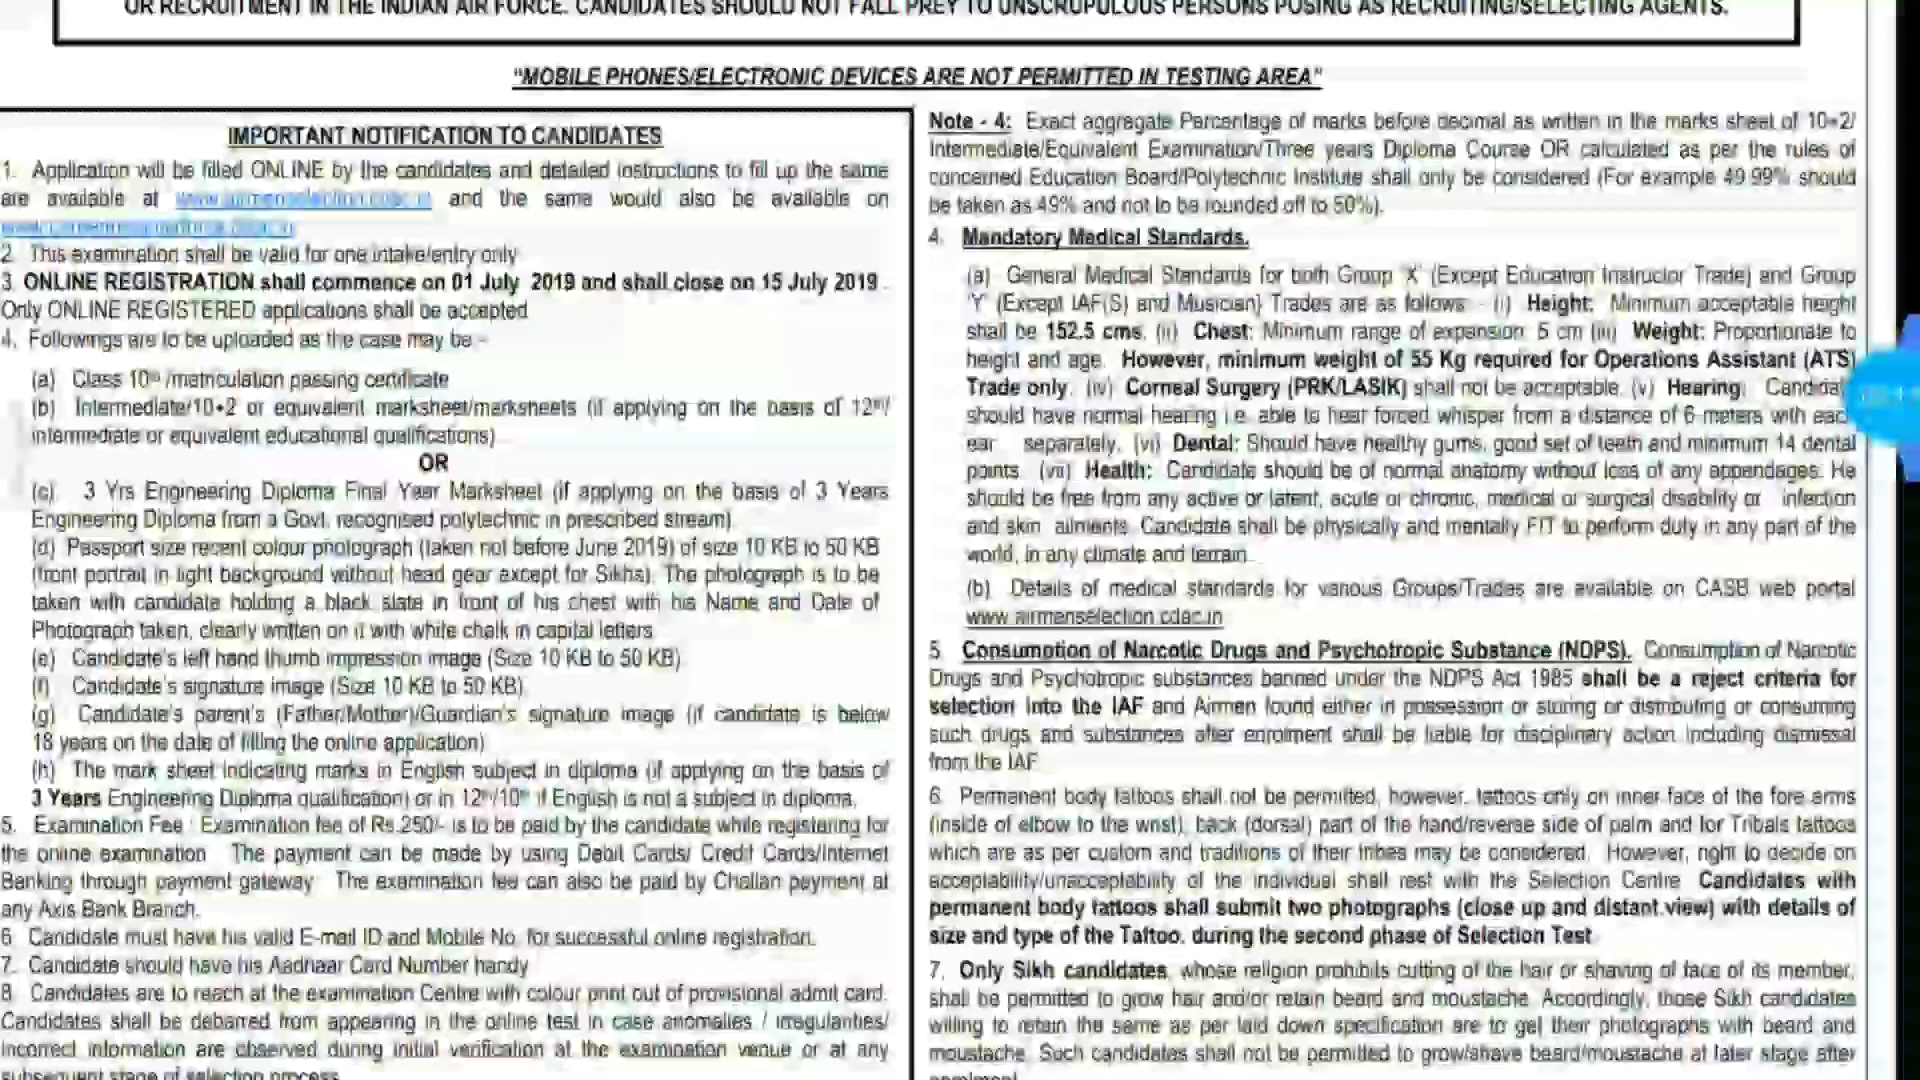 OR RECRUITMENT IN THE INDIAN AIR FORCE. CANDIDATES SHOULD NOT FALL PREY TO UNSCRUPULOUS PERSONS POSING AS RECRUITING/SELECTING AGENTS.
"MOBILE PHONES/ELECTRONIC DEVICES ARE NOT PERMITTED IN TESTING AREA"
IMPORTANT NOTIFICATION TO CANDIDATES
1. Application will be filled ONLINE by the candidates and detailed instructions to fill up the same
are available at www.airmenselection.cdac.in and the same would also be available on
2. This examination shall be valid for one intake/entry only
3. ONLINE REGISTRATION shall commence on 01 July 2019 and shall close on 15 July 2019.
Only ONLINE REGISTERED applications shall be accepted
4. Followings are to be uploaded as the case may be -
(a) Class 10th /matriculation passing certificate
(b) Intermediate/10+2 or equivalent marksheet/marksheets (if applying on the basis of 12th/
intermediate or equivalent educational qualifications)
OR
(c) 3 Yrs Engineering Diploma Final Year Marksheet (if applying on the basis of 3 Years
Engineering Diploma from a Govt. recognised polytechnic in prescribed stream)
(d) Passport size recent colour photograph (taken not before June 2019) of size 10 KB to 50 KB
(front portrait in light background without head gear except for Sikhs). The photograph is to be
taken with candidate holding a black slate in front of his chest with his Name and Date of
Photograph taken, clearly written on it with white chalk in capital letters
(e) Candidate's left hand thumb impression image (Size 10 KB to 50 KB)
(f) Candidate's signature image (Size 10 KB to 50 KB)
(g) Candidate's parent's (Father/Mother)/Guardian's signature image (if candidate is below
18 years on the date of filling the online application)
(h) The mark sheet indicating marks in English subject in diploma (if applying on the basis of
3 Years Engineering Diploma qualification) or in 12th/10th if English is not a subject in diploma.
5. Examination Fee : Examination fee of Rs.250/- is to be paid by the candidate while registering for
the online examination The payment can be made by using Debit Cards/ Credit Cards/Internet
Banking through payment gateway The examination fee can also be paid by Challan payment at
any Axis Bank Branch.
6. Candidate must have his valid E-mail ID and Mobile No. for successful online registration.
7. Candidate should have his Aadhaar Card Number handy
8. Candidates are to reach at the examination Centre with colour print out of provisional admit card.
Candidates shall be debarred from appearing in the online test in case anomalies / irregularities/
incorrect information are observed during initial verification at the examination venue or at any
subsequent stage of selection process.
Note - 4: Exact aggregate Percentage of marks before decimal as written in the marks sheet of 10+2/
Intermediate/Equivalent Examination/Three years Diploma Course OR calculated as per the rules of
concerned Education Board/Polytechnic Institute shall only be considered (For example 49.99% should
be taken as 49% and not to be rounded off to 50%).
4. Mandatory Medical Standards.
(a) General Medical Standards for both Group 'X' (Except Education Instructor Trade) and Group
'Y' (Except IAF(S) and Musician) Trades are as follows - (i) Height: Minimum acceptable height
shall be 152.5 cms. (ii) Chest: Minimum range of expansion: 5 cm (iii) Weight: Proportionate to
height and age. However, minimum weight of 55 Kg required for Operations Assistant (ATS)
Trade only. (iv) Corneal Surgery (PRK/LASIK) shall not be acceptable. (v) Hearing: Candida
should have normal hearing i.e. able to hear forced whisper from a distance of 6 meters with each
ear separately. (vi) Dental: Should have healthy gums, good set of teeth and minimum 14 dental
points. (vii) Health: Candidate should be of normal anatomy without loss of any appendages. He
should be free from any active or latent, acute or chronic, medical or surgical disability or infection
and skin ailments. Candidate shall be physically and mentally FIT to perform duty in any part of the
world, in any climate and terrain.
(b) Details of medical standards for various Groups/Trades are available on CASB web portal
www.airmenselection.cdac.in
5. Consumption of Narcotic Drugs and Psychotropic Substance (NDPS). Consumption of Narcotic
Drugs and Psychotropic substances banned under the NDPS Act 1985 shall be a reject criteria for
selection into the IAF and Airmen found either in possession or storing or distributing or consuming
such drugs and substances after enrolment shall be liable for disciplinary action including dismissal
from the IAF
6. Permanent body tattoos shall not be permitted, however, tattoos only on inner face of the fore arms
(inside of elbow to the wrist), back (dorsal) part of the hand/reverse side of palm and for Tribals tattoos
which are as per custom and traditions of their tribes may be considered. However, right to decide on
acceptability/unacceptability of the individual shall rest with the Selection Centre Candidates with
permanent body tattoos shall submit two photographs (close up and distant view) with details of
size and type of the Tattoo, during the second phase of Selection Test
7. Only Sikh candidates, whose religion prohibits cutting of the hair or shaving of face of its member,
shall be permitted to grow hair and/or retain beard and moustache. Accordingly, those Sikh candidates
willing to retain the same as per laid down specification are to get their photographs with beard and
moustache. Such candidates shall not be permitted to grow/shave beard/moustache at later stage after